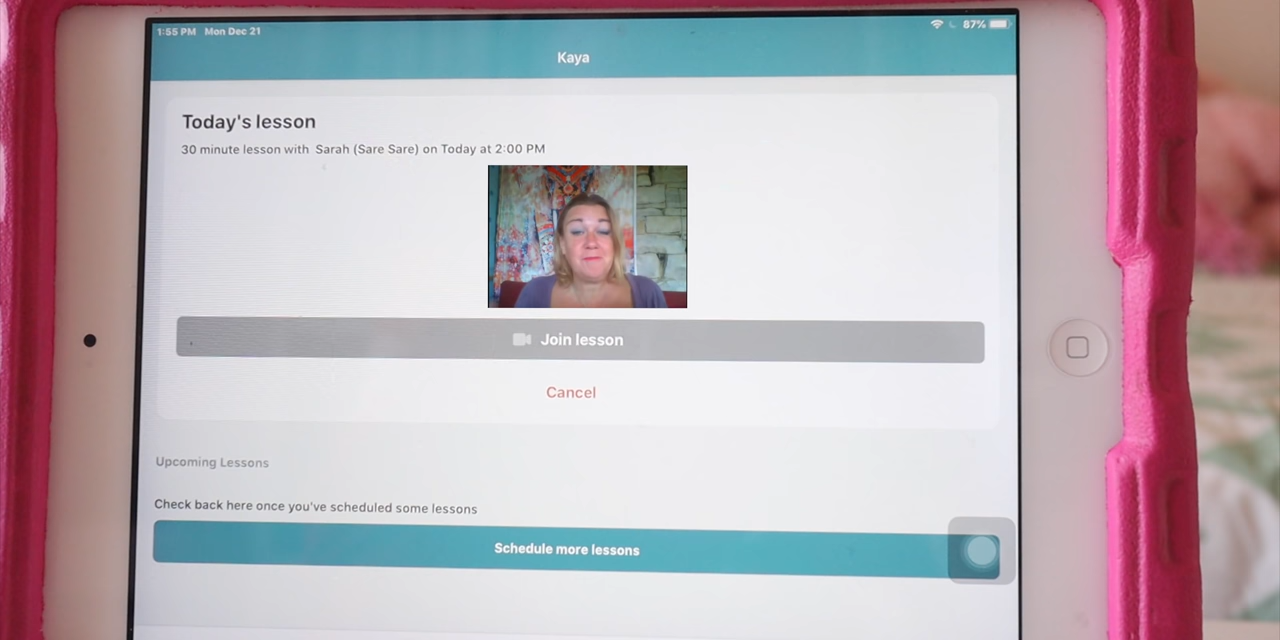 1:55 PM Mon Dec 21
87%
Kaya
Today's lesson
30 minute lesson with Sarah (Sare Sare) on Today at 2:00 PM
Join lesson
Cancel
Upcoming Lessons
Check back here once you've scheduled some lessons
Schedule more lessons